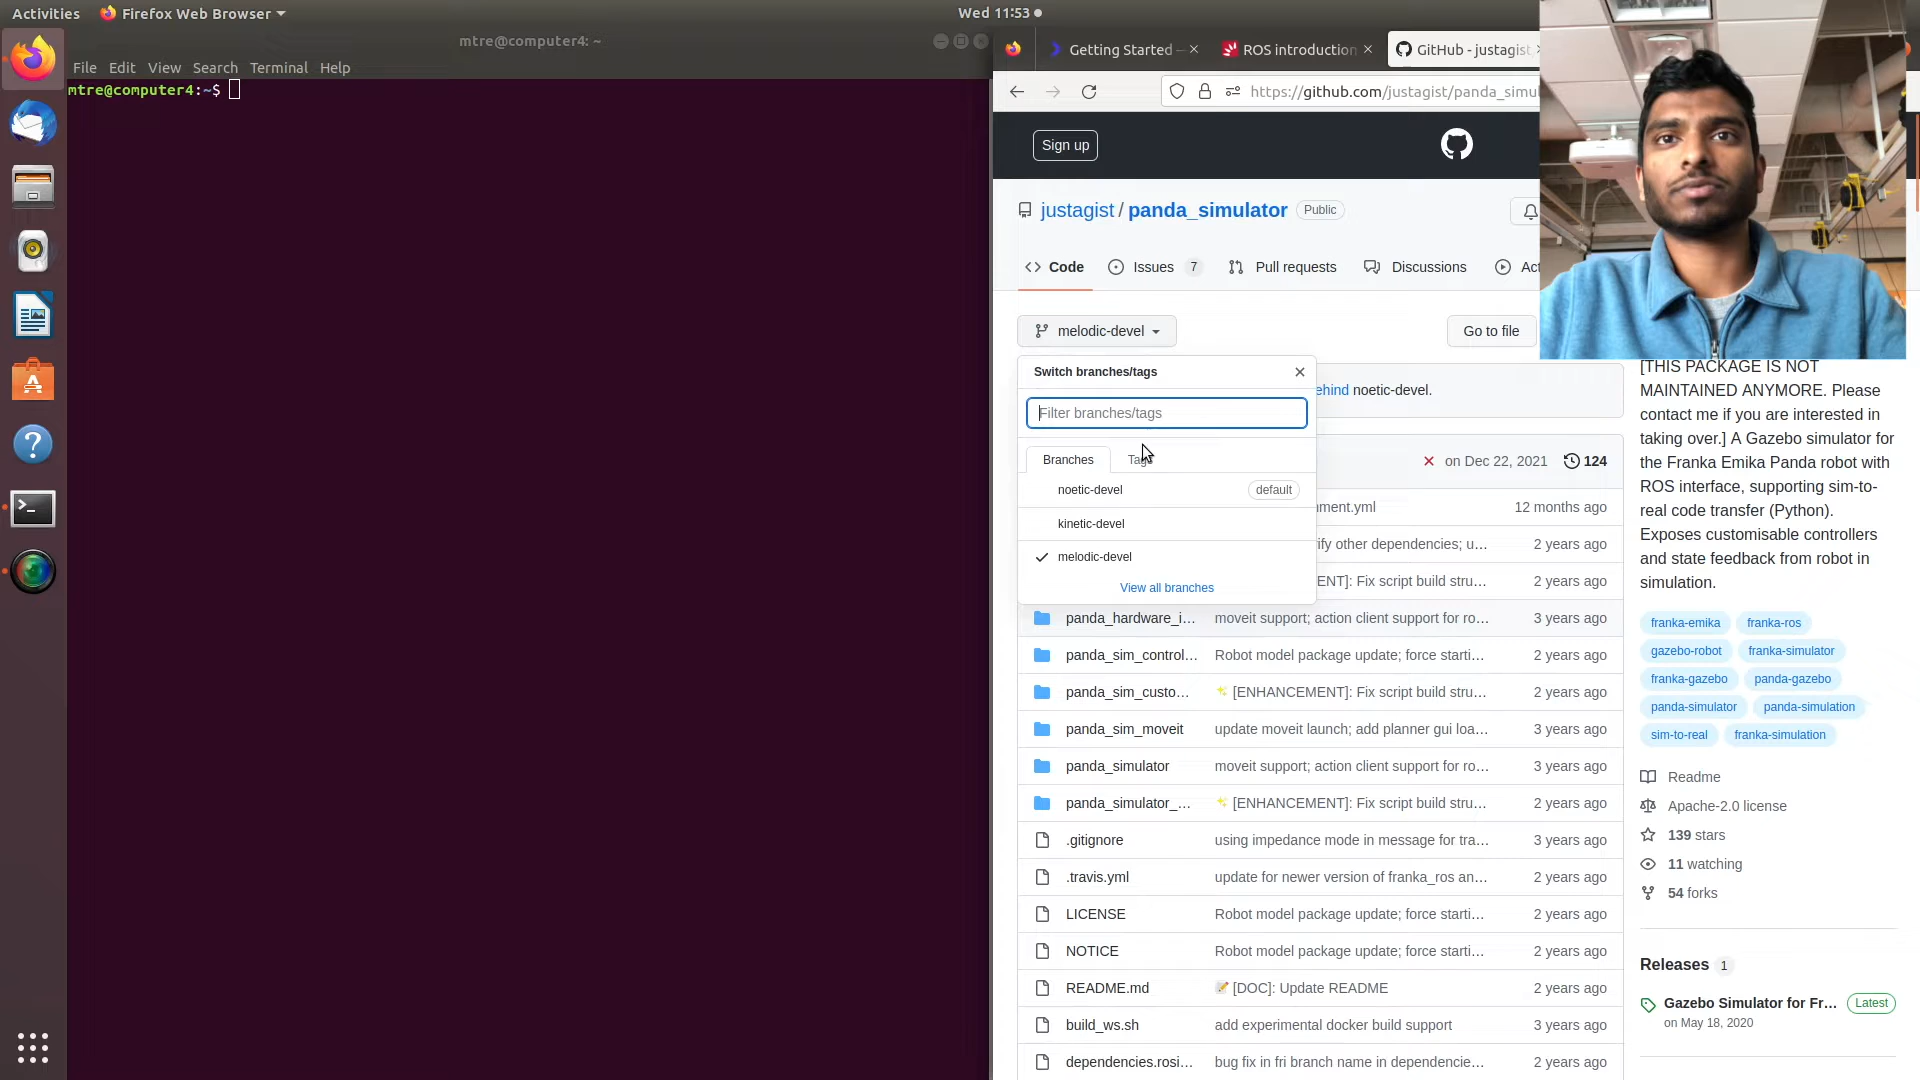 Activities
Firefox Web Browser
Wed 11:53
mtre@computer4: ~
File Edit View Search Terminal Help
mtre@computer4:~$
Getting Started
ROS introduction
GitHub - justagist
https://github.com/justagist/panda_simu
Sign up
justagist / panda_simulator Public
Code
Issues 7
Pull requests
Discussions
melodic-devel
Go to file
Switch branches/tags
Filter branches/tags
ehind noetic-devel.
Branches
noetic-devel default
kinetic-devel
melodic-devel
View all branches
on Dec 22, 2021 124
ment.yml 12 months ago
ify other dependencies; u... 2 years ago
ENT]: Fix script build stru... 2 years ago
panda_hardware_i... moveit support; action client support for ro... 3 years ago
panda_sim_control... Robot model package update; force starti... 2 years ago
panda_sim_custo... ✨ [ENHANCEMENT]: Fix script build stru... 2 years ago
panda_sim_moveit update moveit launch; add planner gui loa... 3 years ago
panda_simulator moveit support; action client support for ro... 3 years ago
panda_simulator_... ✨ [ENHANCEMENT]: Fix script build stru... 2 years ago
.gitignore using impedance mode in message for tra... 3 years ago
.travis.yml update for newer version of franka_ros an... 2 years ago
LICENSE Robot model package update; force starti... 2 years ago
NOTICE Robot model package update; force starti... 2 years ago
README.md 📝 [DOC]: Update README 2 years ago
build_ws.sh add experimental docker build support 3 years ago
dependencies.rosi... bug fix in fri branch name in dependencie... 2 years ago
[THIS PACKAGE IS NOT
MAINTAINED ANYMORE. Please
contact me if you are interested in
taking over.] A Gazebo simulator for
the Franka Emika Panda robot with
ROS interface, supporting sim-to-
real code transfer (Python).
Exposes customisable controllers
and state feedback from robot in
simulation.
franka-emika franka-ros
gazebo-robot franka-simulator
franka-gazebo panda-gazebo
panda-simulator panda-simulation
sim-to-real franka-simulation
Readme
Apache-2.0 license
139 stars
11 watching
54 forks
Releases 1
Gazebo Simulator for Fr... Latest
on May 18, 2020